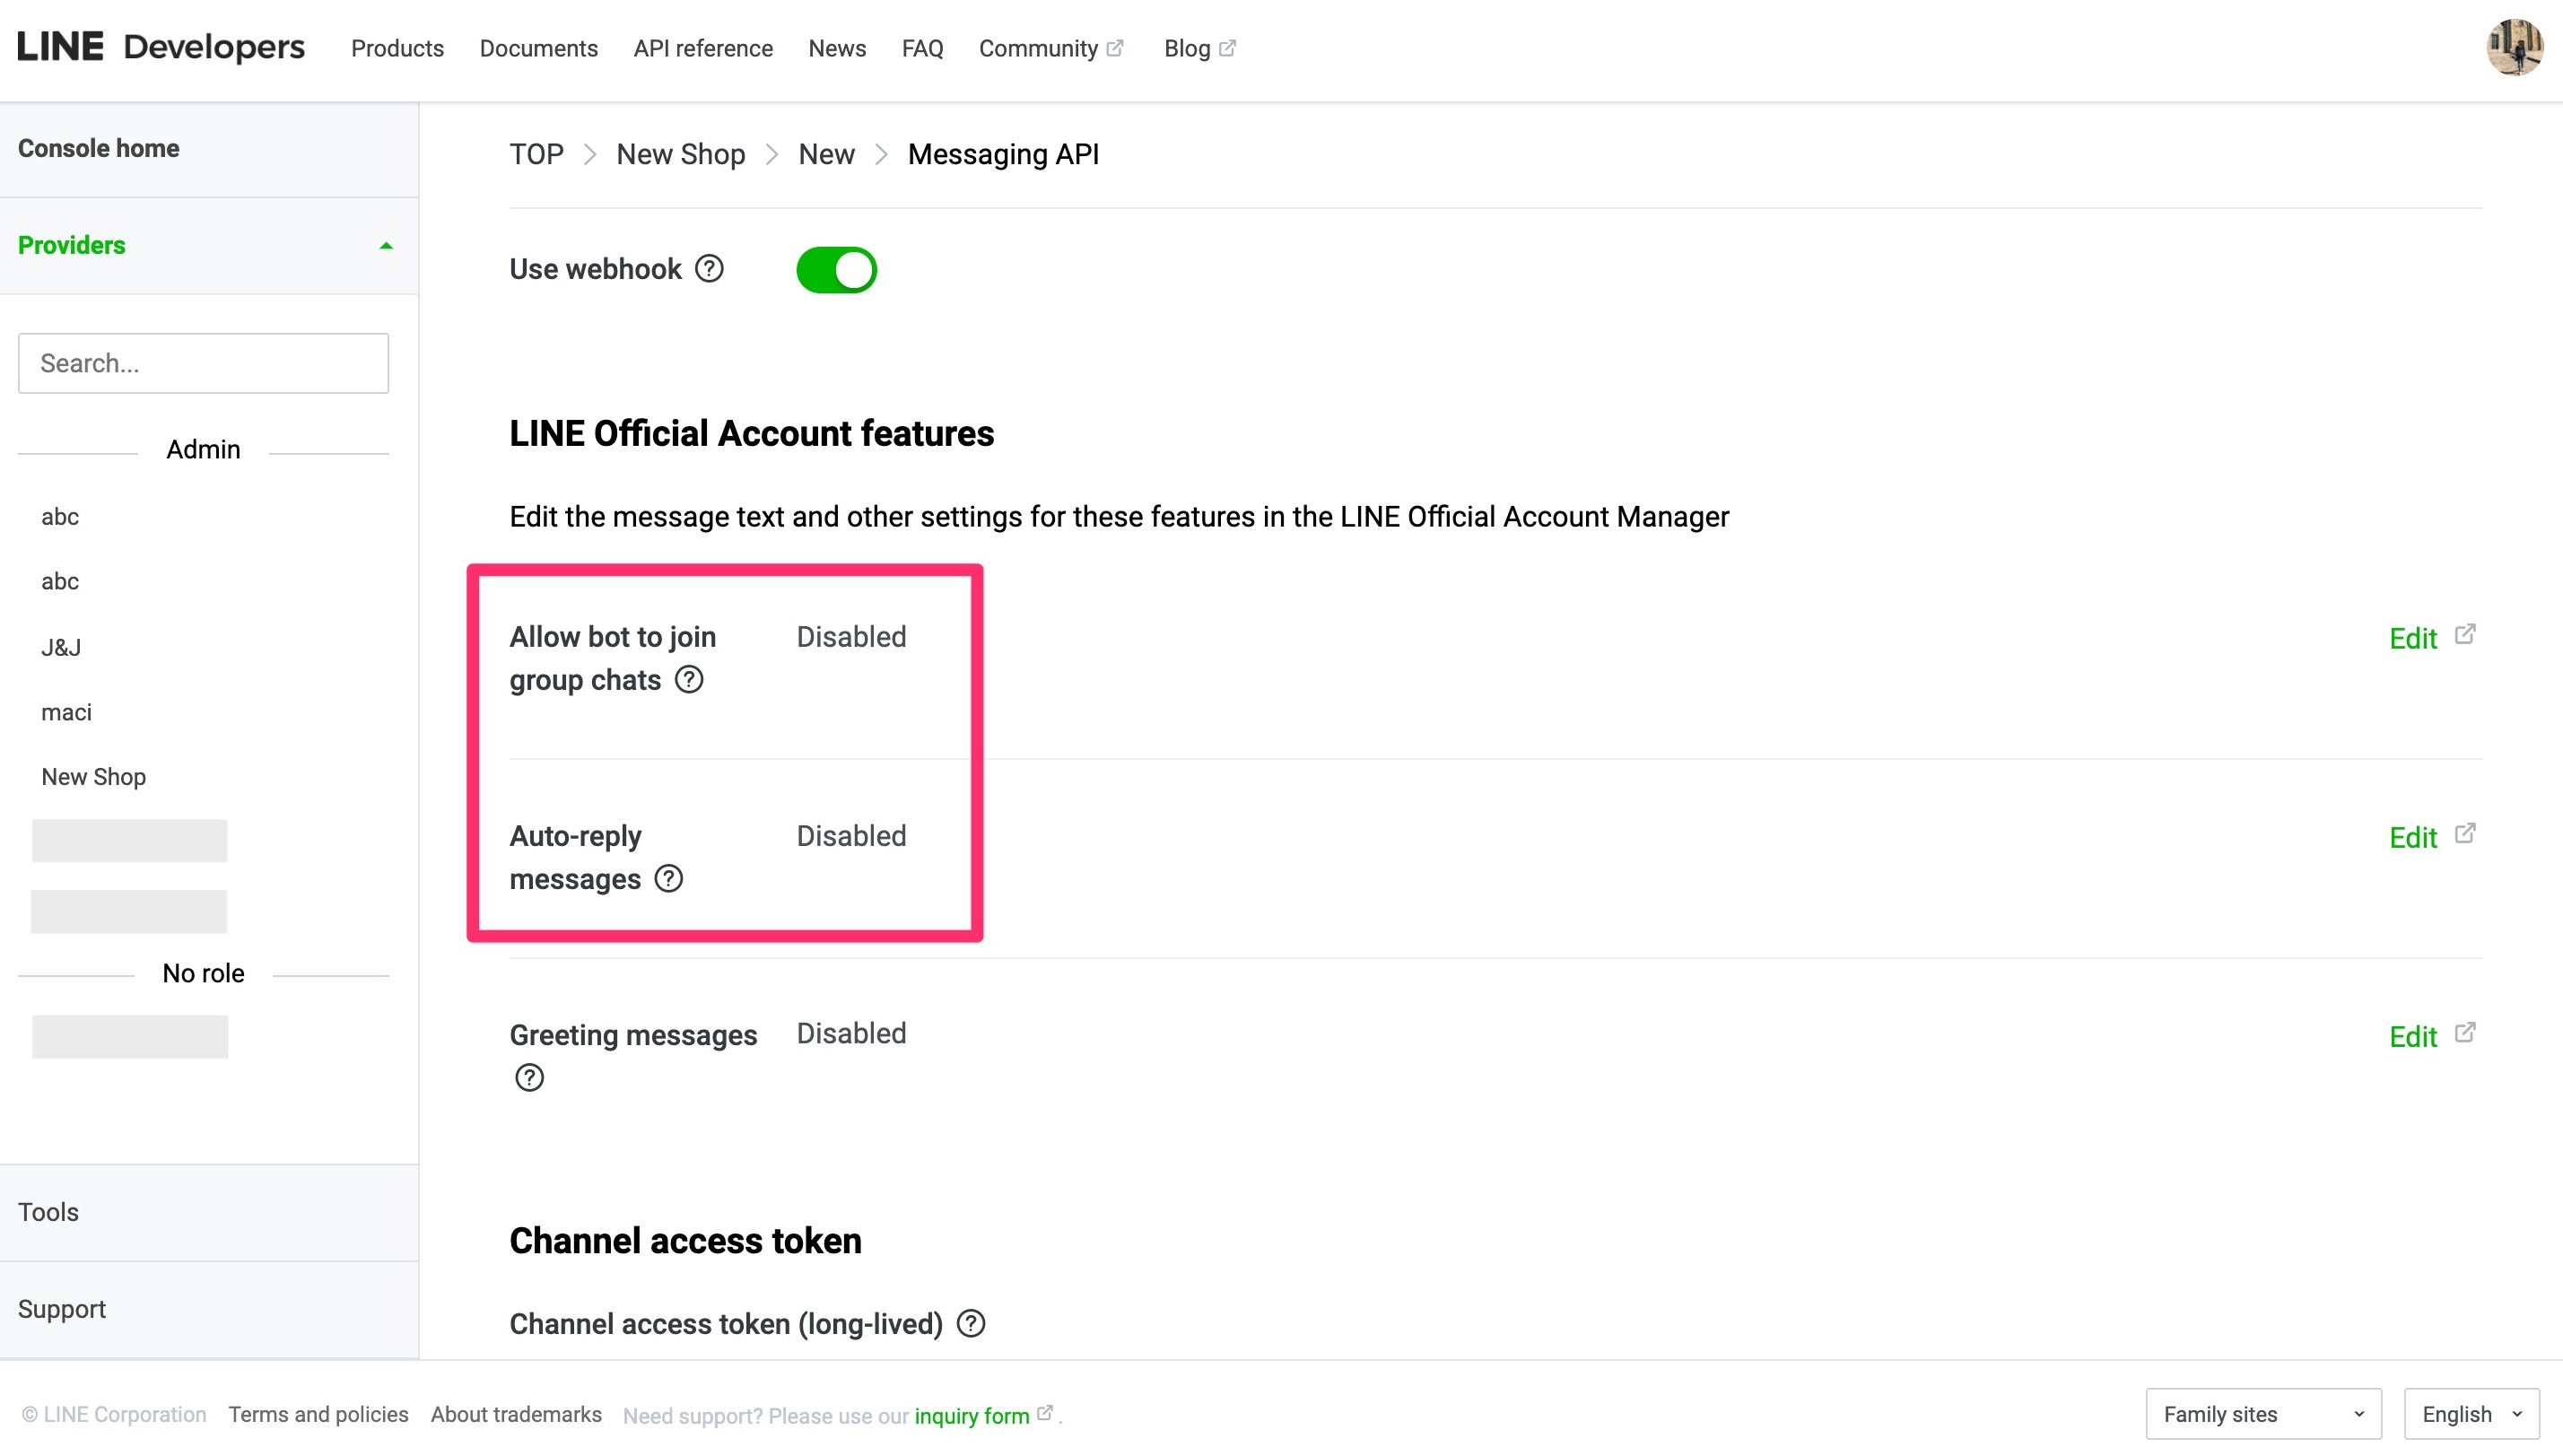 LINE Developers Products Documents API reference News FAQ Community Blog
Console home
Providers
Search...
Admin
abc
abc
J&J
maci
New Shop
No role
Tools
Support
TOP New Shop New Messaging API
Use webhook
LINE Official Account features
Edit the message text and other settings for these features in the LINE Official Account Manager
Allow bot to join Disabled Edit
group chats
Auto-reply Disabled Edit
messages
Greeting messages Disabled Edit
Channel access token
Channel access token (long-lived)
© LINE Corporation Terms and policies About trademarks Need support? Please use our inquiry form . Family sites English